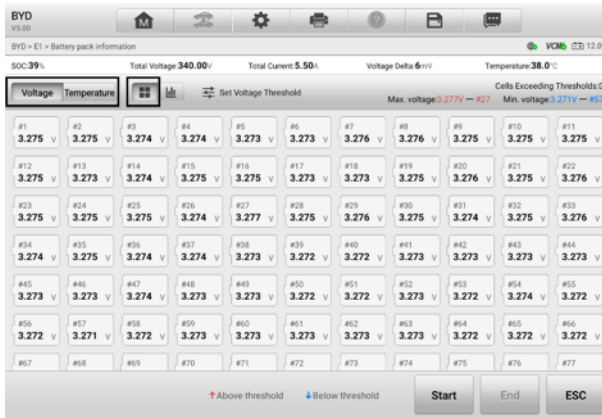 BYD
V5.00
BYD > E1 > Battery pack information
VCMS 12.0
SOC:39% Total Voltage:340.00V Total Current:5.50A Voltage Delta:6mV Temperature:38.0°C
Voltage Temperature Set Voltage Threshold
Cells Exceeding Thresholds:0
Max. voltage:3.277V — #27 Min. voltage:3.271V — #57
#1 #2 #3 #4 #5 #6 #7 #8 #9 #10 #11
3.275 V 3.275 V 3.274 V 3.274 V 3.273 V 3.273 V 3.276 V 3.276 V 3.275 V 3.275 V 3.275 V
#12 #13 #14 #15 #16 #17 #18 #19 #20 #21 #22
3.275 V 3.273 V 3.274 V 3.275 V 3.275 V 3.273 V 3.273 V 3.275 V 3.276 V 3.275 V 3.276 V
#23 #24 #25 #26 #27 #28 #29 #30 #31 #32 #33
3.275 V 3.275 V 3.275 V 3.274 V 3.277 V 3.275 V 3.276 V 3.275 V 3.274 V 3.275 V 3.276 V
#34 #35 #36 #37 #38 #39 #40 #41 #42 #43 #44
3.274 V 3.275 V 3.274 V 3.274 V 3.273 V 3.272 V 3.272 V 3.273 V 3.273 V 3.273 V 3.273 V
#45 #46 #47 #48 #49 #50 #51 #52 #53 #54 #55
3.273 V 3.273 V 3.274 V 3.273 V 3.273 V 3.272 V 3.272 V 3.273 V 3.272 V 3.274 V 3.272 V
#56 #57 #58 #59 #60 #61 #62 #63 #64 #65 #66
3.272 V 3.271 V 3.272 V 3.273 V 3.273 V 3.273 V 3.272 V 3.273 V 3.272 V 3.272 V 3.272 V
#67 #68 #69 #70 #71 #72 #73 #74 #75 #76 #77
↑Above threshold ↓Below threshold Start End ESC